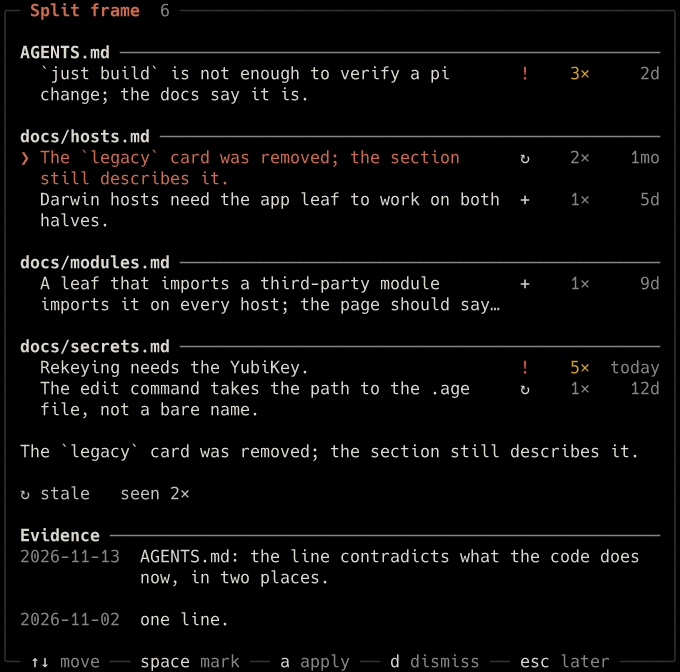 Split frame 6
AGENTS.md
`just build` is not enough to verify a pi ! 3× 2d
change; the docs say it is.
docs/hosts.md
❯ The `legacy` card was removed; the section ↻ 2× 1mo
still describes it.
Darwin hosts need the app leaf to work on both + 1× 5d
halves.
docs/modules.md
A leaf that imports a third-party module + 1× 9d
imports it on every host; the page should say…
docs/secrets.md
Rekeying needs the YubiKey. ! 5× today
The edit command takes the path to the .age ↻ 1× 12d
file, not a bare name.
The `legacy` card was removed; the section still describes it.
↻ stale seen 2×
Evidence
2026-11-13 AGENTS.md: the line contradicts what the code does
now, in two places.
2026-11-02 one line.
↑↓ move — space mark — a apply — d dismiss — esc later